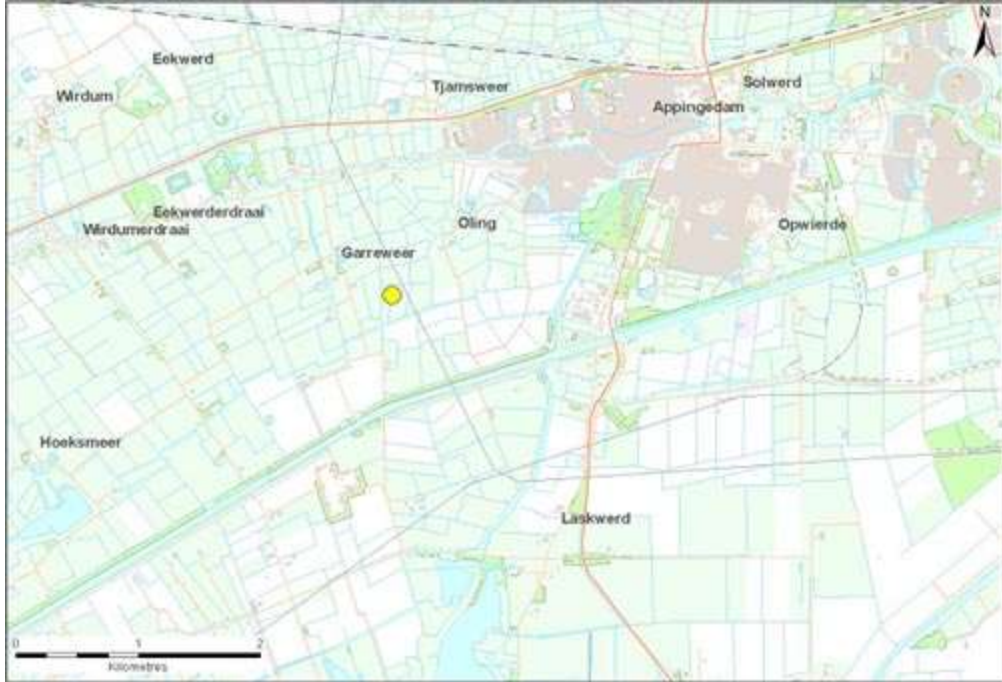 N
Eekwerd
Solwerd
Tjamsweer
Wirdum
Appingedam
Eekwerderdraai
Oling
Opwierde
Wirdumerdraai
Garreweer
Hoeksmeer
Laskwerd
0 1 2
Kilometres